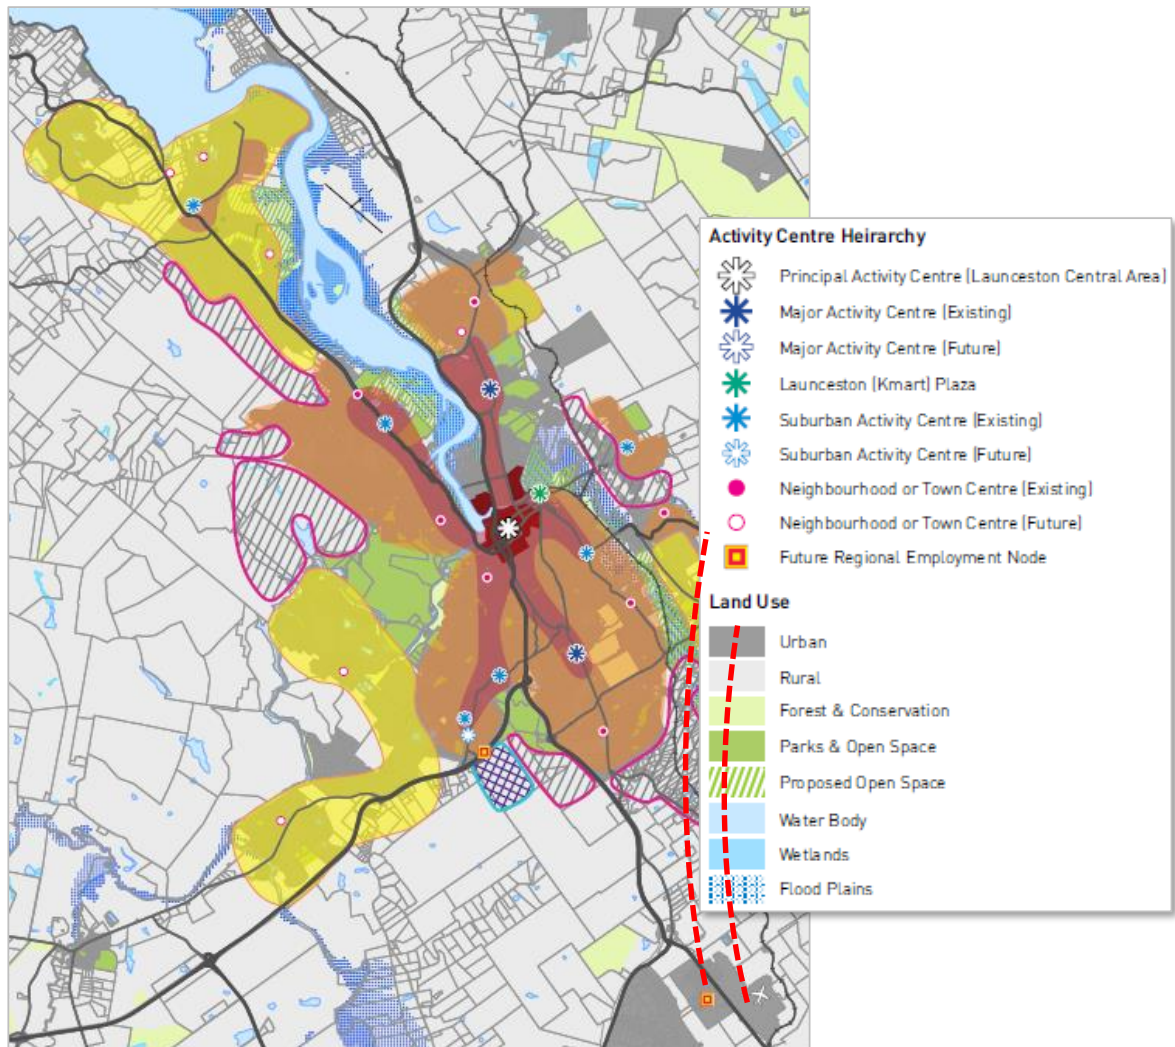 Activity Centre Heirarchy
Principal Activity Centre (Launceston Central Area)
Major Activity Centre (Existing)
Major Activity Centre (Future)
Launceston (Kmart) Plaza
Suburban Activity Centre (Existing)
Suburban Activity Centre (Future)
Neighbourhood or Town Centre (Existing)
Neighbourhood or Town Centre (Future)
Future Regional Employment Node
Land Use
Urban
Rural
Forest & Conservation
Parks & Open Space
Proposed Open Space
Water Body
Wetlands
Flood Plains